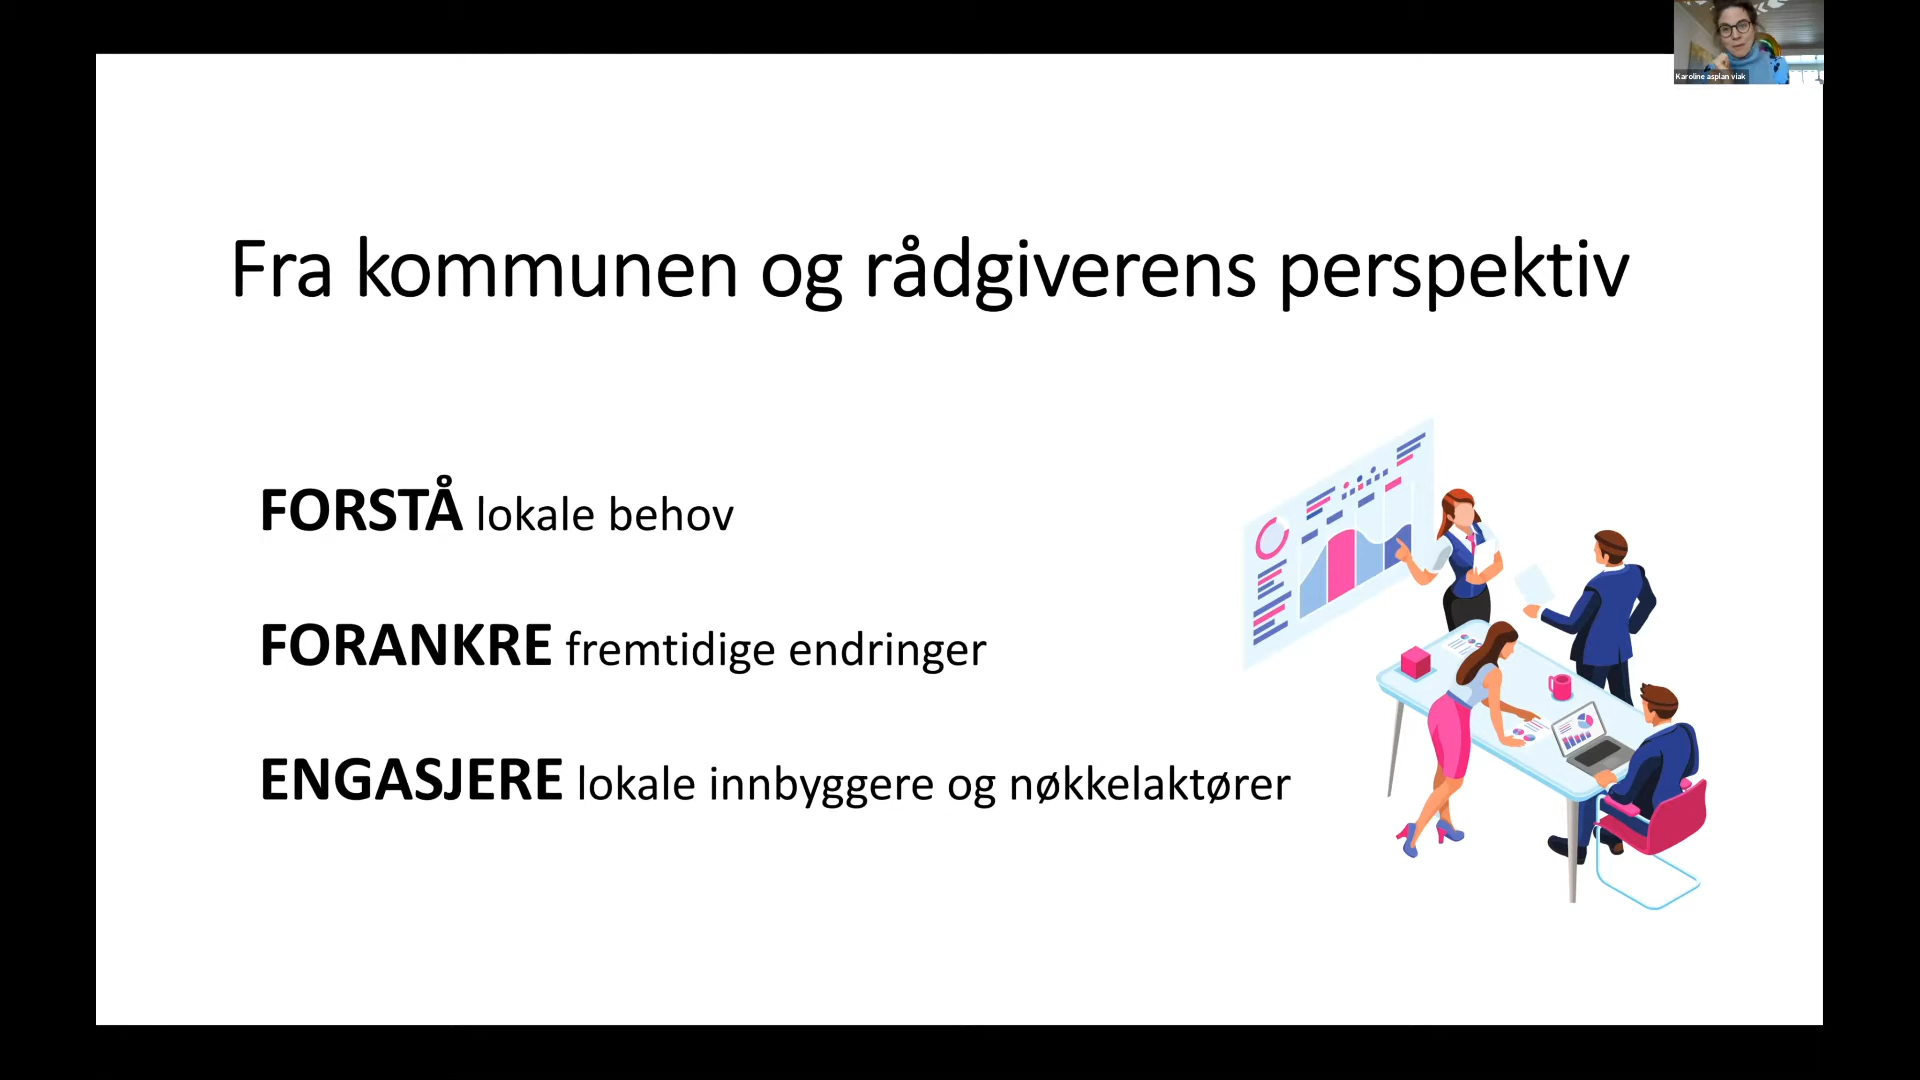 Karoline asplan viak
Fra kommunen og rådgiverens perspektiv
FORSTÅ lokale behov
FORANKRE fremtidige endringer
ENGASJERE lokale innbyggere og nøkkelaktører